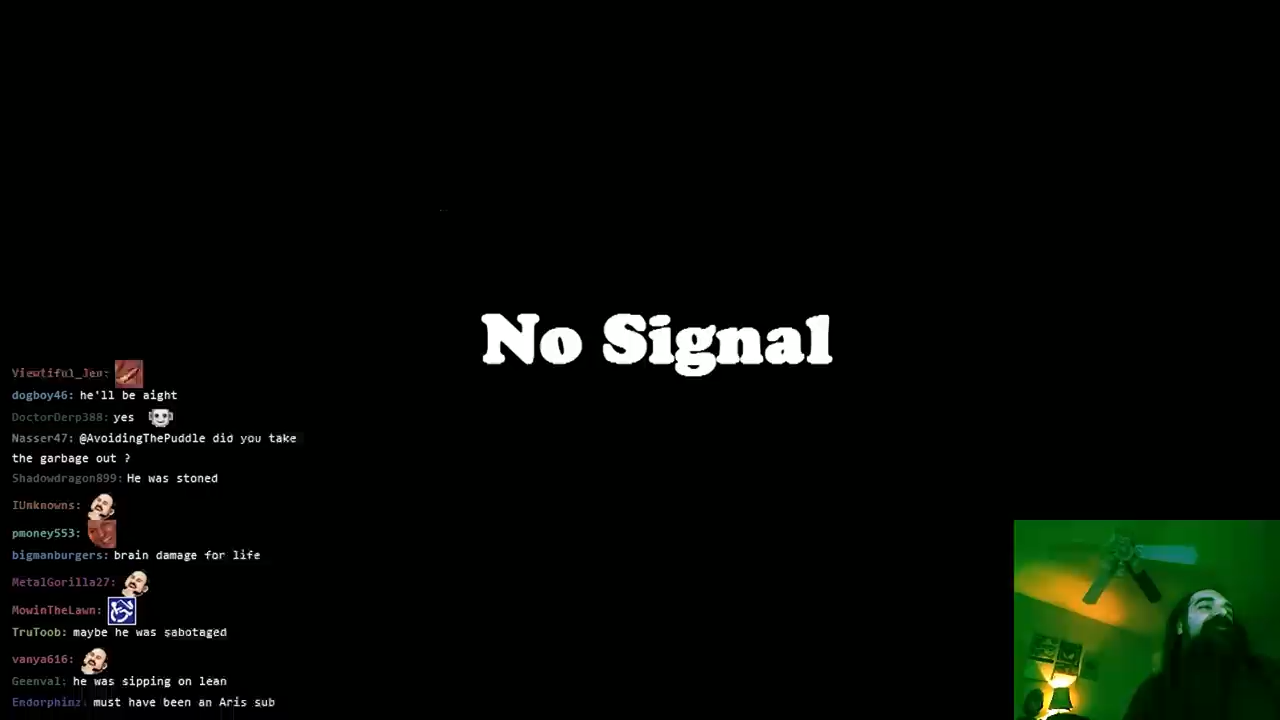 No Signal
Viewtiful_Jen:
dogboy46: he'll be aight
DoctorDerp388: yes
Nasser47: @AvoidingThePuddle did you take
the garbage out ?
Shadowdragon899: He was stoned
IUnknowns:
pmoney553:
bigmanburgers: brain damage for life
MetalGorilla27:
MowinTheLawn:
TruToob: maybe he was sabotaged
vanya616:
Geenval: he was sipping on lean
Endorphinz: must have been an Aris sub